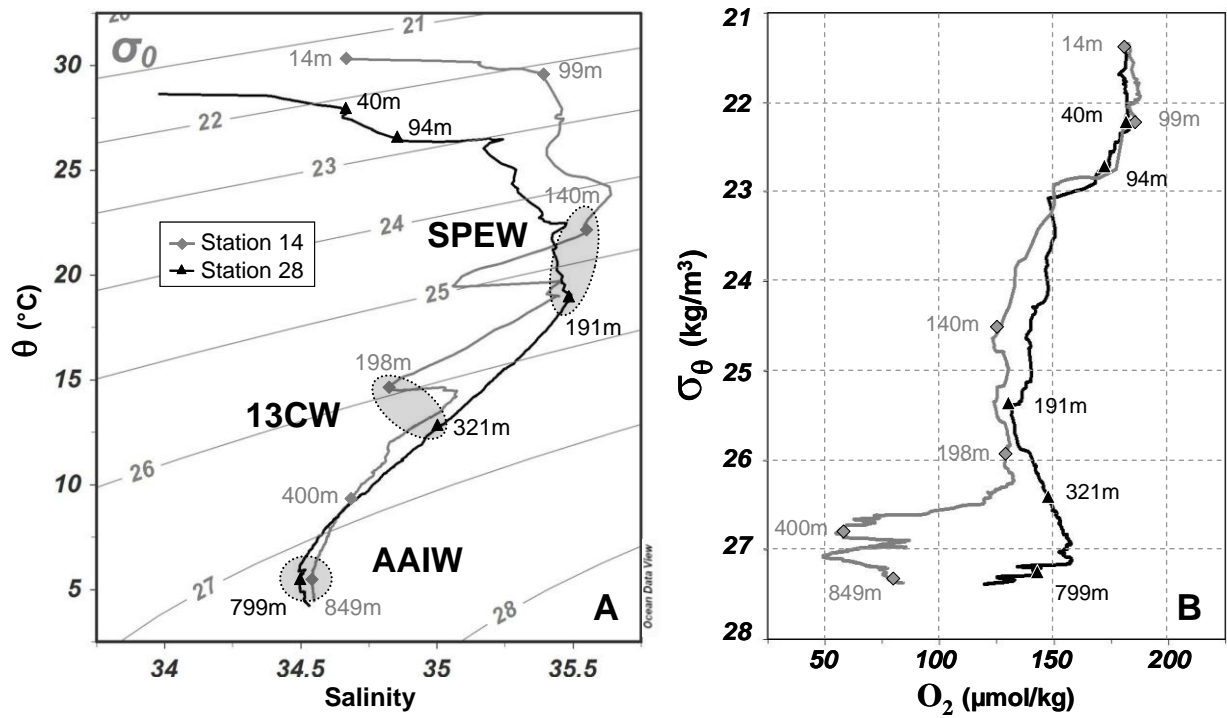 20
21
σ0
30
14m
99m
40m
22
94m
25
23
140m
24
SPEW
Station 14
Station 28
20
25
191m
θ (°C)
198m
15
13CW
321m
26
10
400m
AAIW
27
5
799m
849m
28
A
Ocean Data View
34
34.5
35
35.5
Salinity
21
14m
22
40m
99m
94m
23
24
140m
σθ (kg/m3)
25
191m
198m
26
321m
400m
27
849m
799m
28
B
50
100
150
200
O2 (µmol/kg)